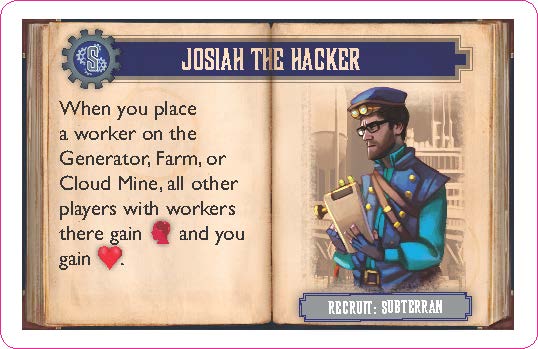 S
JOSIAH THE HACKER
When you place
a worker on the
Generator, Farm, or
Cloud Mine, all other
players with workers
there gain and you
gain .
RECRUIT: SUBTERRAN